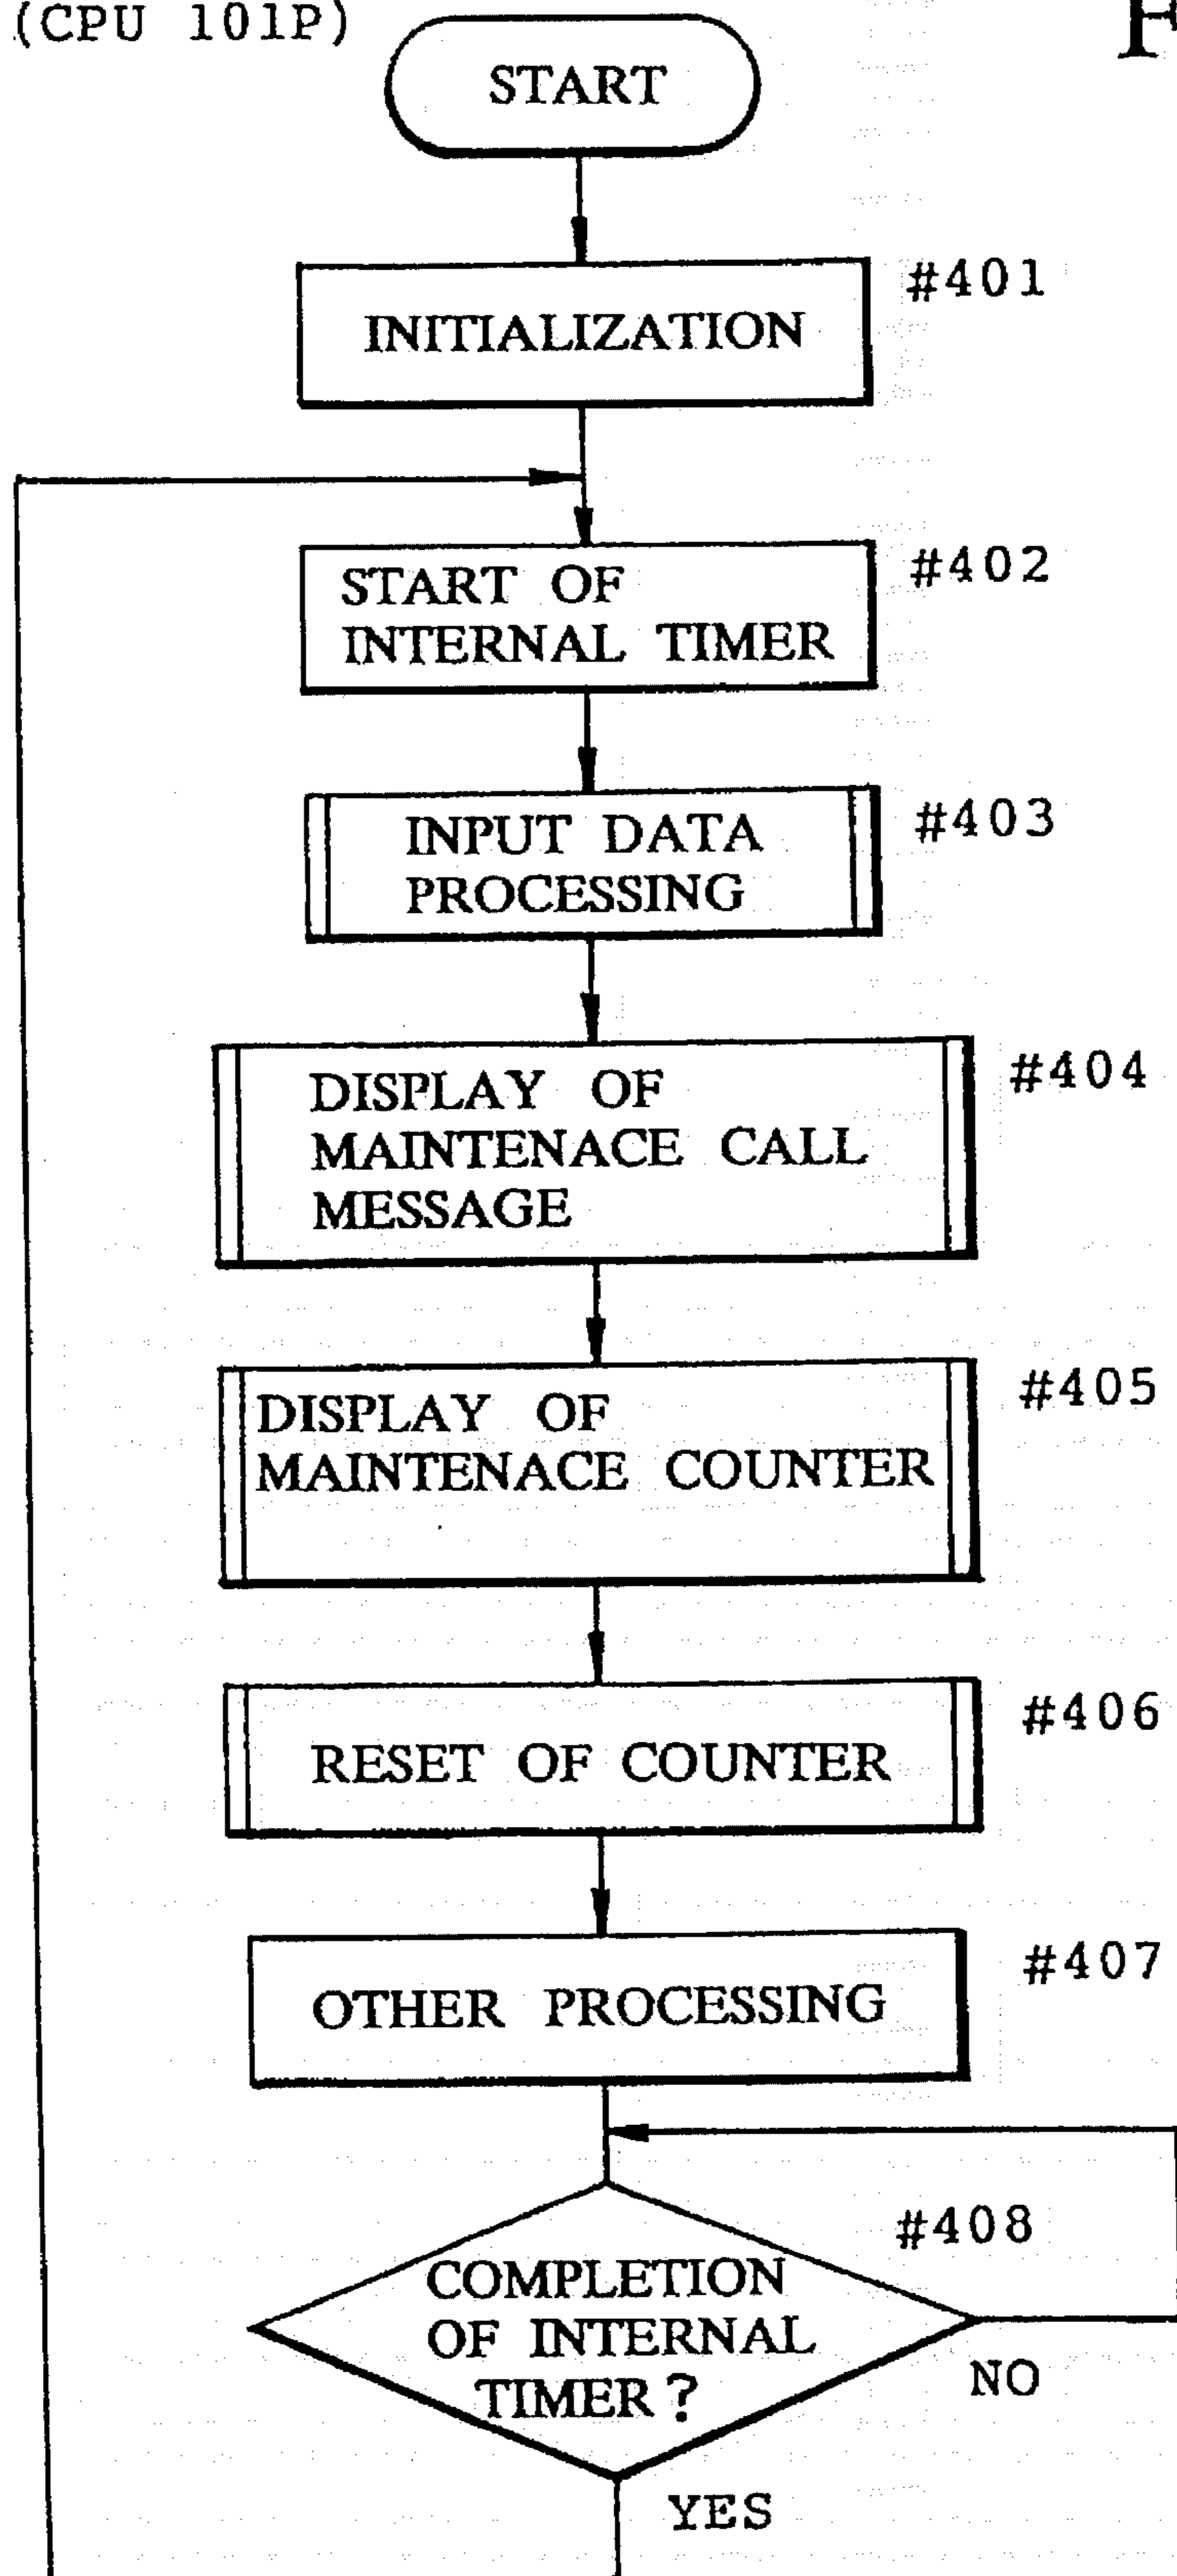 (CPU 101P)
F
START
#401
INITIALIZATION
#402
START OF
INTERNAL TIMER
#403
INPUT DATA
PROCESSING
#404
DISPLAY OF
MAINTENACE CALL
MESSAGE
#405
DISPLAY OF
MAINTENACE COUNTER
#406
RESET OF COUNTER
#407
OTHER PROCESSING
#408
COMPLETION
OF INTERNAL
TIMER?
NO
YES